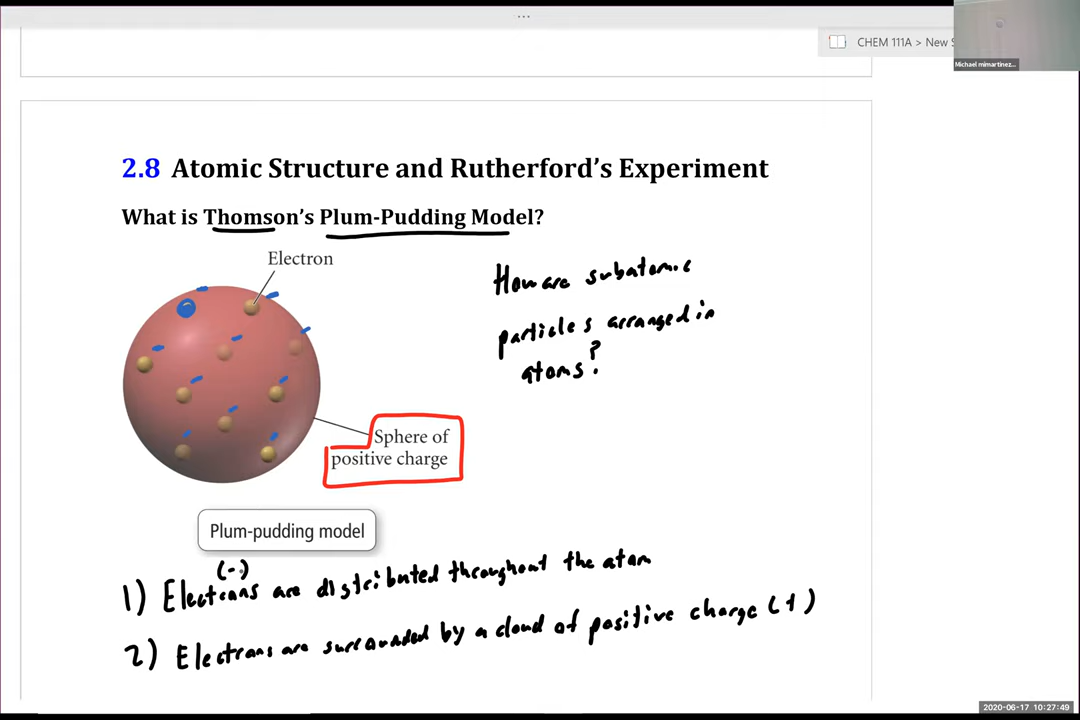 CHEM 111A > New S
Michael mimartinez...
2.8 Atomic Structure and Rutherford's Experiment
What is Thomson's Plum-Pudding Model?
Electron
How are subatomic
particles arranged in
atoms?
Sphere of
positive charge
Plum-pudding model
(-)
1) Electrons are distributed throughout the atom
2) Electrons are surrounded by a cloud of positive charge (+)
2020-06-17 10:27:49